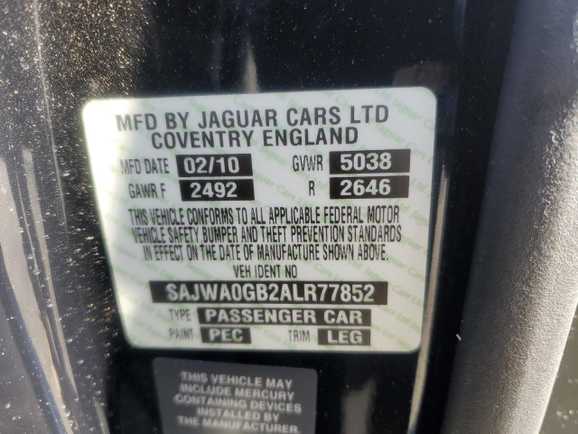 MFD BY JAGUAR CARS LTD
COVENTRY ENGLAND
MFD DATE 02/10 GVWR 5038
GAWR F 2492 R 2646
THIS VEHICLE CONFORMS TO ALL APPLICABLE FEDERAL MOTOR
VEHICLE SAFETY BUMPER AND THEFT PREVENTION STANDARDS
IN EFFECT ON THE DATE OF MANUFACTURE SHOWN ABOVE.
VEH IDENT NO
SAJWA0GB2ALR77852
TYPE PASSENGER CAR
PAINT PEC TRIM LEG
THIS VEHICLE MAY
INCLUDE MERCURY
CONTAINING DEVICES
INSTALLED BY